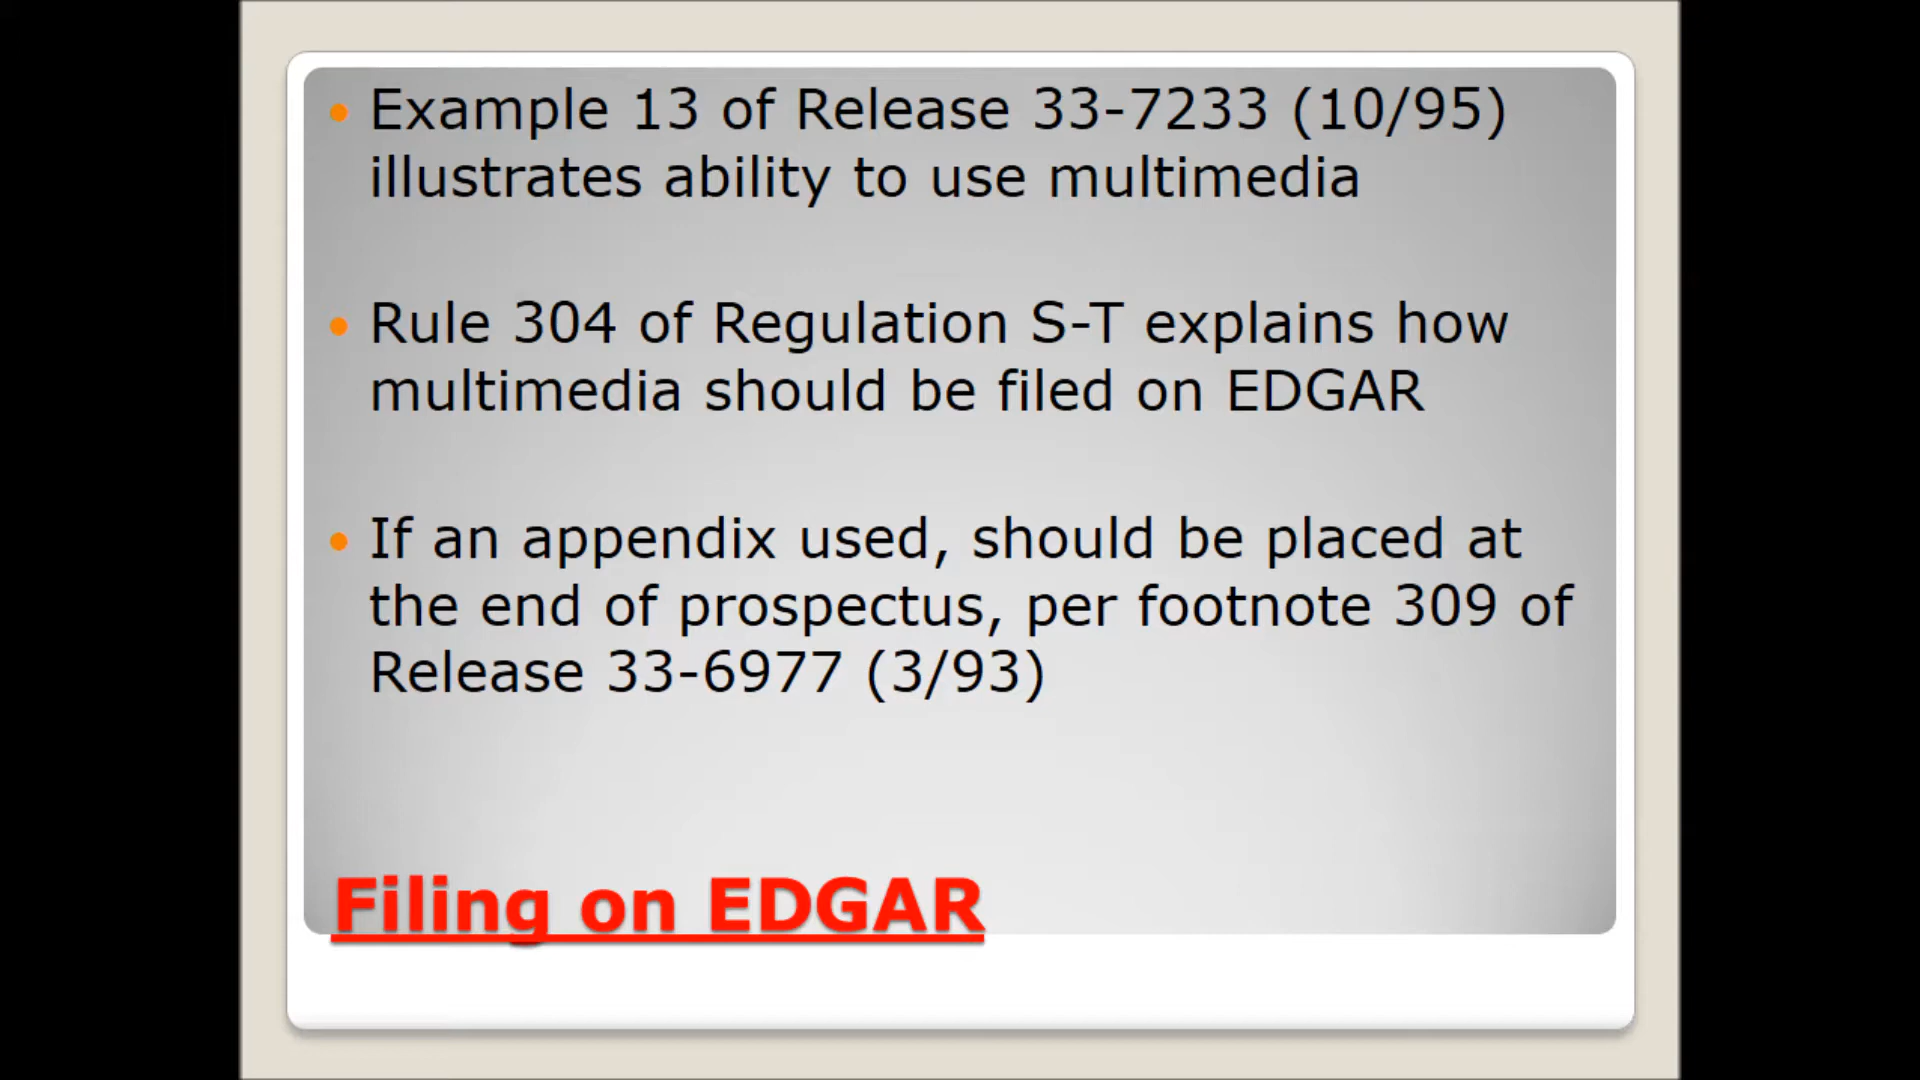 Example 13 of Release 33-7233 (10/95)
illustrates ability to use multimedia
Rule 304 of Regulation S-T explains how
multimedia should be filed on EDGAR
If an appendix used, should be placed at
the end of prospectus, per footnote 309 of
Release 33-6977 (3/93)
Filing on EDGAR